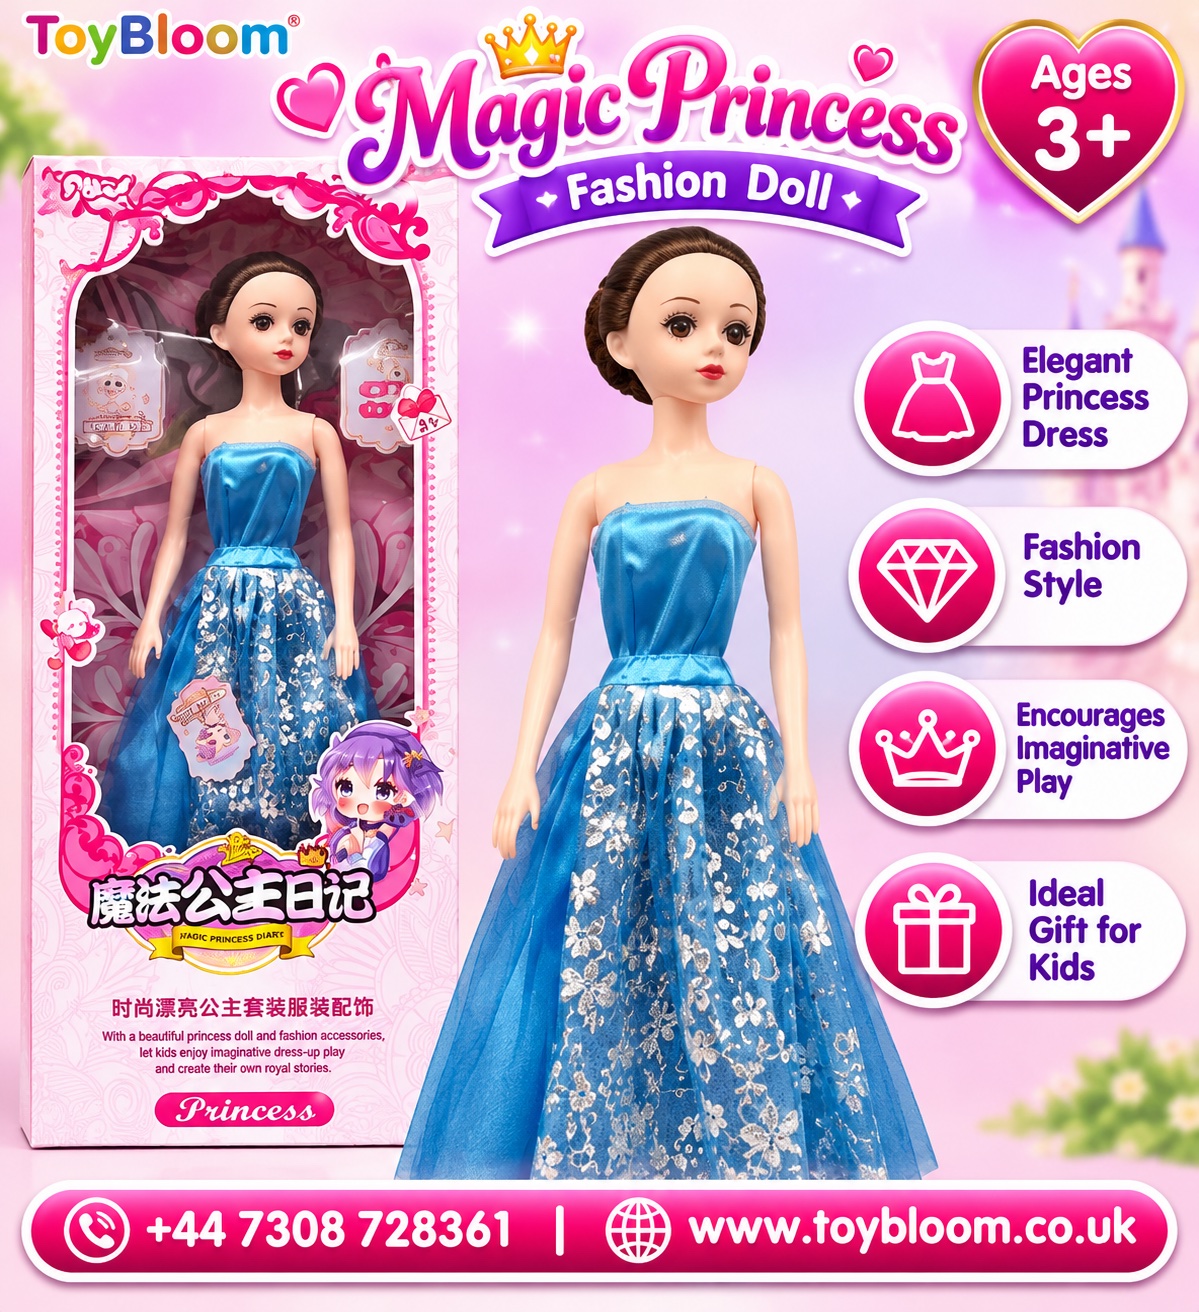 ToyBloom®
Magic Princess
Fashion Doll
Ages
3+
魔法公主日记
MAGIC PRINCESS DIARY
时尚漂亮公主套装服装配饰
With a beautiful princess doll and fashion accessories,
let kids enjoy imaginative dress-up play
and create their own royal stories.
Princess
Elegant
Princess
Dress
Fashion
Style
Encourages
Imaginative
Play
Ideal
Gift for
Kids
+44 7308 728361 | www.toybloom.co.uk